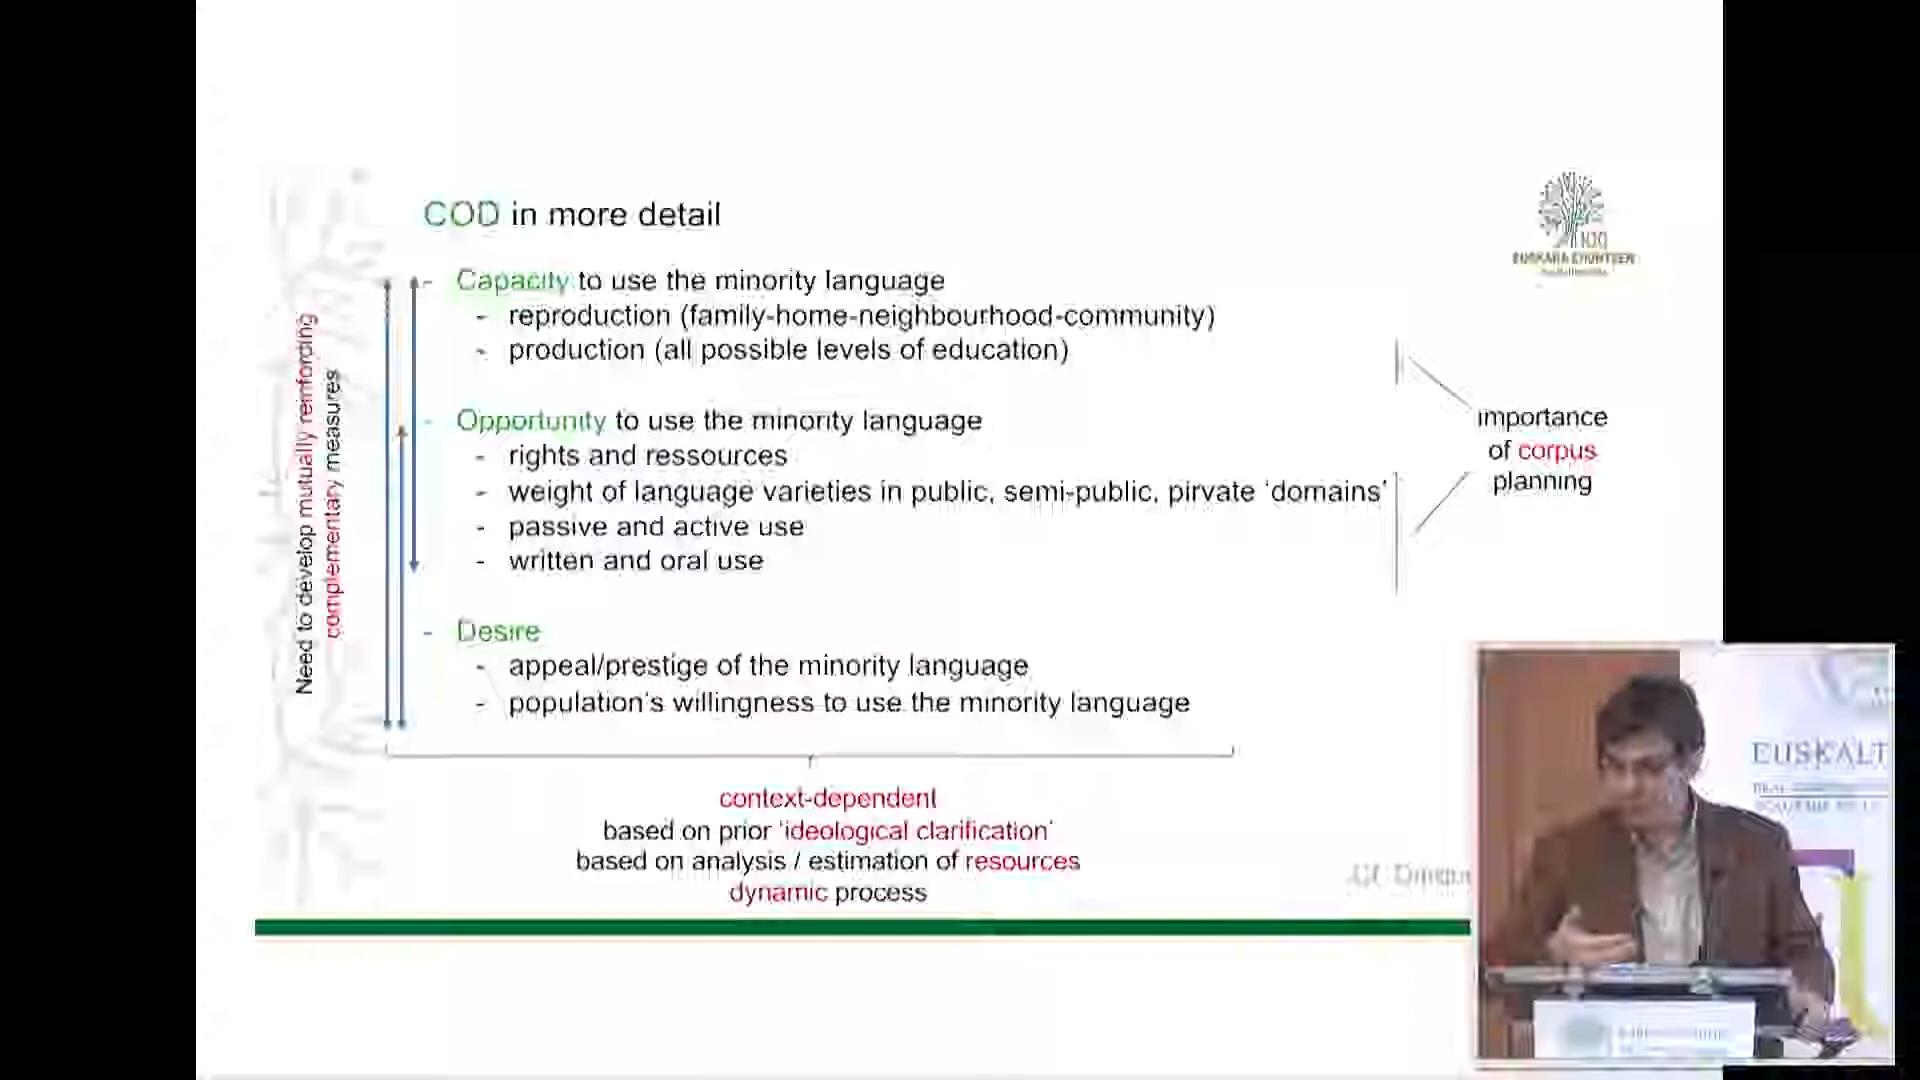 COD in more detail
100
EUSKARA EHUNTZEN
- Capacity to use the minority language
- reproduction (family-home-neighbourhood-community)
- production (all possible levels of education)
- Opportunity to use the minority language
- rights and ressources
- weight of language varieties in public, semi-public, pirvate ‘domains’
- passive and active use
- written and oral use
- Desire
- appeal/prestige of the minority language
- population’s willingness to use the minority language
Need to develop mutually reinforcing
complementary measures
importance
of corpus
planning
context-dependent
based on prior ‘ideological clarification’
based on analysis / estimation of resources
dynamic process
EUSKALT